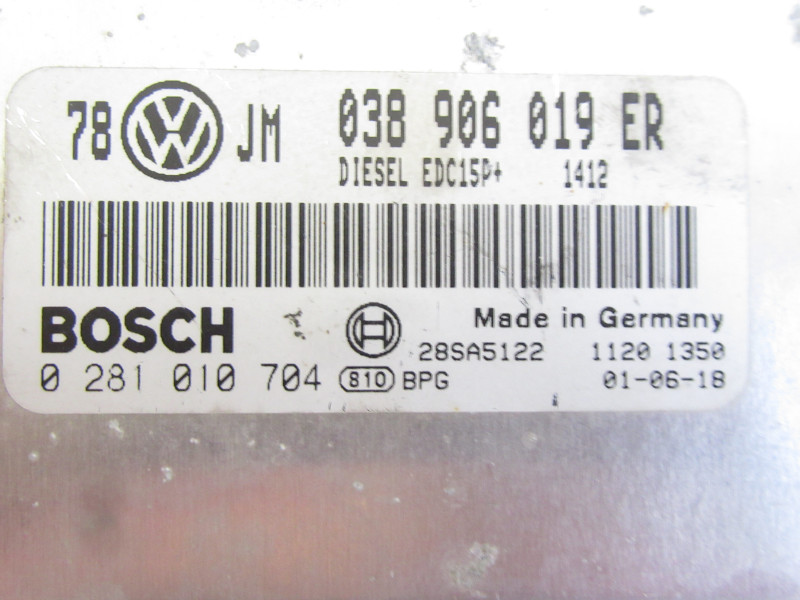 78 VW JM 038 906 019 ER
DIESEL EDC15P+ 1412
BOSCH Made in Germany
28SA5122 1120 1350
0 281 010 704 810 BPG 01-06-18